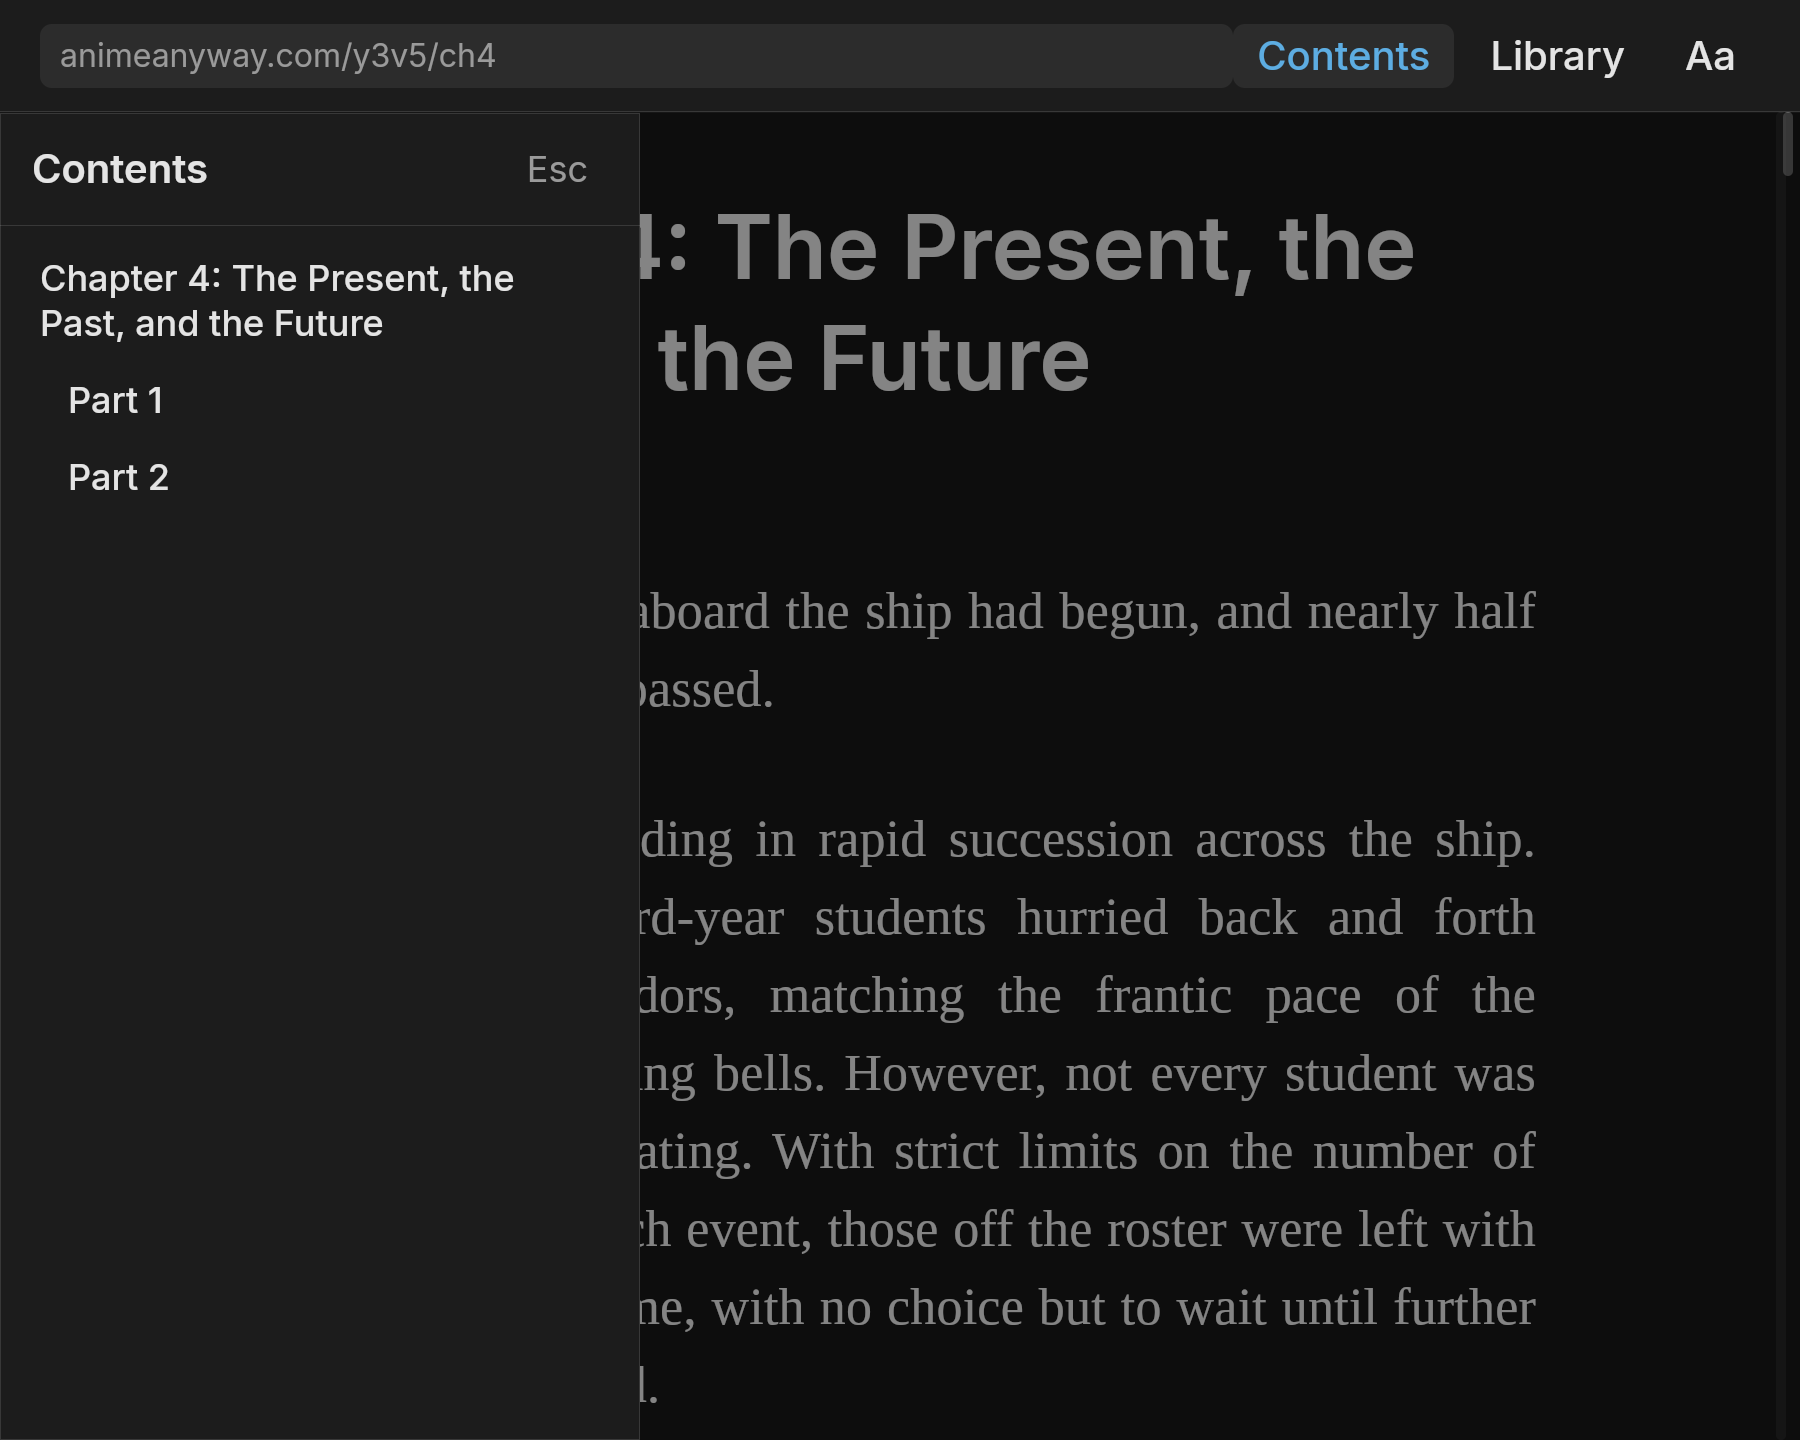 animeanyway.com/y3v5/ch4
Contents
Library
Aa
Contents
Esc
Chapter 4: The Present, the
Past, and the Future
Part 1
Part 2
4: The Present, the
the Future
aboard the ship had begun, and nearly half
passed.
ding in rapid succession across the ship.
rd-year students hurried back and forth
dors, matching the frantic pace of the
ng bells. However, not every student was
ating. With strict limits on the number of
ch event, those off the roster were left with
ne, with no choice but to wait until further
.